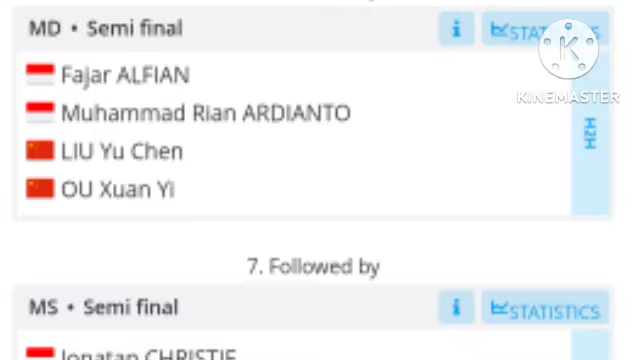 MD • Semi final
i
STATISTICS
K
KINEMASTER
Fajar ALFIAN
Muhammad Rian ARDIANTO
LIU Yu Chen
OU Xuan Yi
H2H
7. Followed by
MS • Semi final
i
STATISTICS
Jonatan CHRISTIE